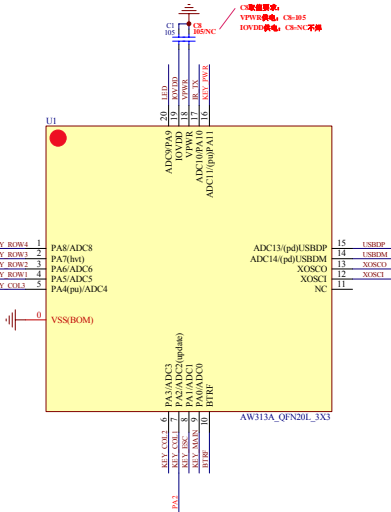 C8取值要求:
VPWR供电: C8=105
IOVDD供电: C8=NC不焊
C1
105
C8
105/NC
LED
IOVDD
VPWR
IR_TX
KEY_PWR
20
19
18
17
16
U1
ADC9/PA9
IOVDD
VPWR
ADC10/PA10
ADC11/(pu)PA11
Y_ROW4 1 PA8/ADC8
Y_ROW3 2 PA7(hvt)
Y_ROW2 3 PA6/ADC6
Y_ROW1 4 PA5/ADC5
Y_COL3 5 PA4(pu)/ADC4
0 VSS(BOM)
ADC13/(pd)USBDP 15 USBDP
ADC14/(pd)USBDM 14 USBDM
XOSCO 13 XOSCO
XOSCI 12 XOSCI
NC 11
PA3/ADC3
PA2/ADC2(update)
PA1/ADC1
PA0/ADC0
BTRF
AW313A_QFN20L_3X3
6
7
8
9
10
KEY_COL2
KEY_COL1
KEY_ESC
KEY_MAIN
BTRF
PA2